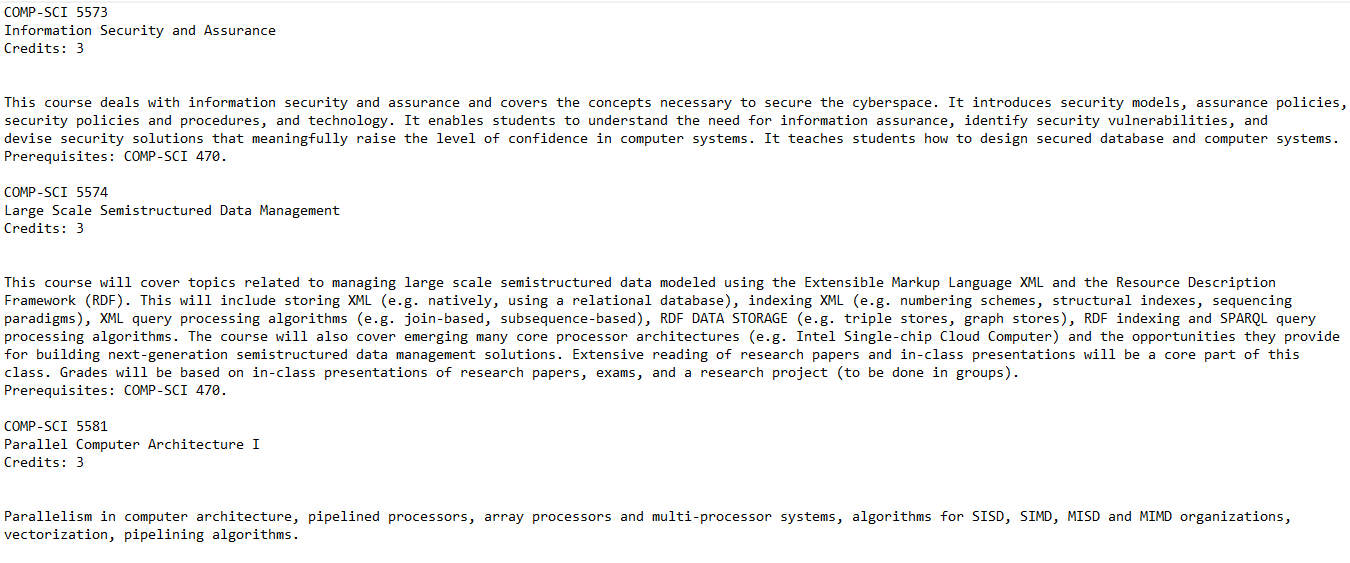 COMP-SCI 5573
Information Security and Assurance
Credits: 3
This course deals with information security and assurance and covers the concepts necessary to secure the cyberspace. It introduces security models, assurance policies,
security policies and procedures, and technology. It enables students to understand the need for information assurance, identify security vulnerabilities, and
devise security solutions that meaningfully raise the level of confidence in computer systems. It teaches students how to design secured database and computer systems.
Prerequisites: COMP-SCI 470.
COMP-SCI 5574
Large Scale Semistructured Data Management
Credits: 3
This course will cover topics related to managing large scale semistructured data modeled using the Extensible Markup Language XML and the Resource Description
Framework (RDF). This will include storing XML (e.g. natively, using a relational database), indexing XML (e.g. numbering schemes, structural indexes, sequencing
paradigms), XML query processing algorithms (e.g. join-based, subsequence-based), RDF DATA STORAGE (e.g. triple stores, graph stores), RDF indexing and SPARQL query
processing algorithms. The course will also cover emerging many core processor architectures (e.g. Intel Single-chip Cloud Computer) and the opportunities they provide
for building next-generation semistructured data management solutions. Extensive reading of research papers and in-class presentations will be a core part of this
class. Grades will be based on in-class presentations of research papers, exams, and a research project (to be done in groups).
Prerequisites: COMP-SCI 470.
COMP-SCI 5581
Parallel Computer Architecture I
Credits: 3
Parallelism in computer architecture, pipelined processors, array processors and multi-processor systems, algorithms for SISD, SIMD, MISD and MIMD organizations,
vectorization, pipelining algorithms.